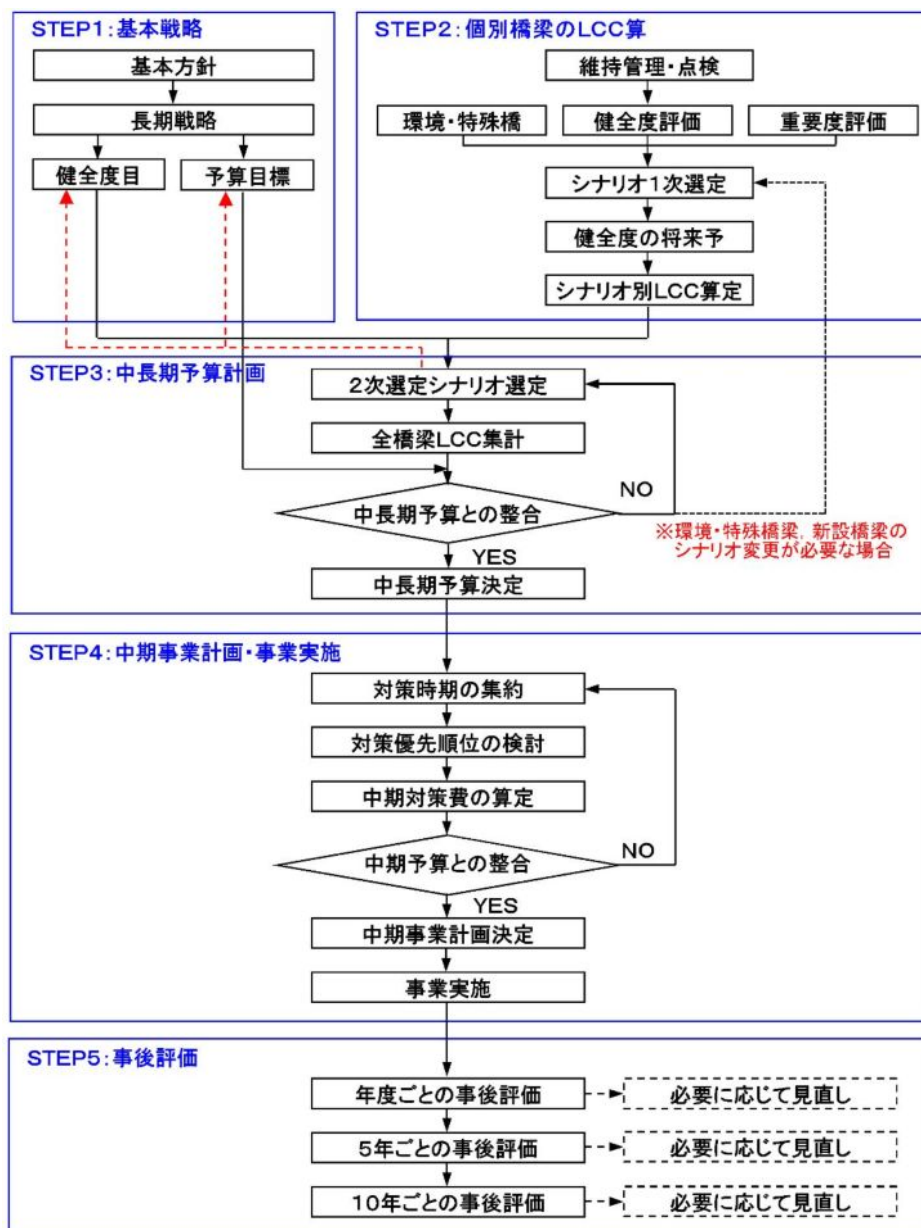 STEP1:基本戦略
基本方針
長期戦略
健全度目
予算目標
STEP2:個別橋梁のLCC算
維持管理・点検
環境・特殊橋
健全度評価
重要度評価
シナリオ1次選定
健全度の将来予
シナリオ別LCC算定
STEP3:中長期予算計画
2次選定シナリオ選定
全橋梁LCC集計
中長期予算との整合
NO
YES
※環境・特殊橋梁,新設橋梁の
シナリオ変更が必要な場合
中長期予算決定
STEP4:中期事業計画・事業実施
対策時期の集約
対策優先順位の検討
中期対策費の算定
中期予算との整合
NO
YES
中期事業計画決定
事業実施
STEP5:事後評価
年度ごとの事後評価
必要に応じて見直し
5年ごとの事後評価
必要に応じて見直し
10年ごとの事後評価
必要に応じて見直し